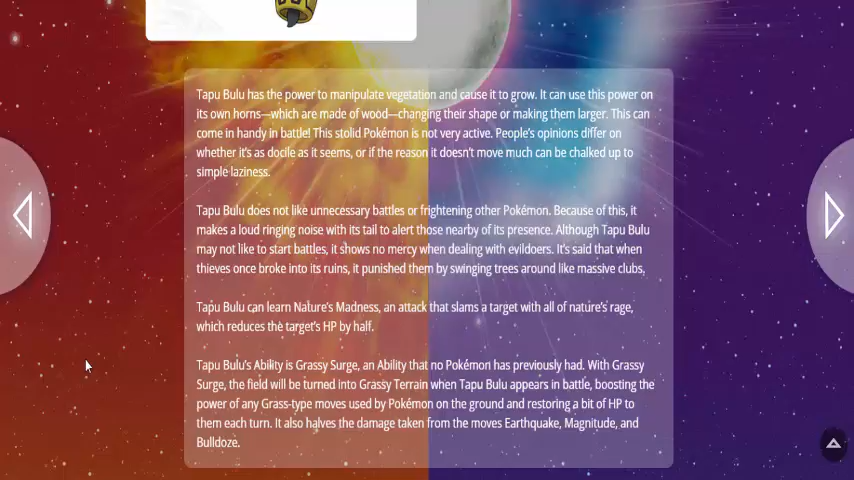 Tapu Bulu has the power to manipulate vegetation and cause it to grow. It can use this power on
its own horns—which are made of wood—changing their shape or making them larger. This can
come in handy in battle! This stolid Pokémon is not very active. People's opinions differ on
whether it's as docile as it seems, or if the reason it doesn't move much can be chalked up to
simple laziness.
Tapu Bulu does not like unnecessary battles or frightening other Pokémon. Because of this, it
makes a loud ringing noise with its tail to alert those nearby of its presence. Although Tapu Bulu
may not like to start battles, it shows no mercy when dealing with evildoers. It's said that when
thieves once broke into its ruins, it punished them by swinging trees around like massive clubs.
Tapu Bulu can learn Nature's Madness, an attack that slams a target with all of nature's rage,
which reduces the target's HP by half.
Tapu Bulu's Ability is Grassy Surge, an Ability that no Pokémon has previously had. With Grassy
Surge, the field will be turned into Grassy Terrain when Tapu Bulu appears in battle, boosting the
power of any Grass-type moves used by Pokémon on the ground and restoring a bit of HP to
them each turn. It also halves the damage taken from the moves Earthquake, Magnitude, and
Bulldoze.